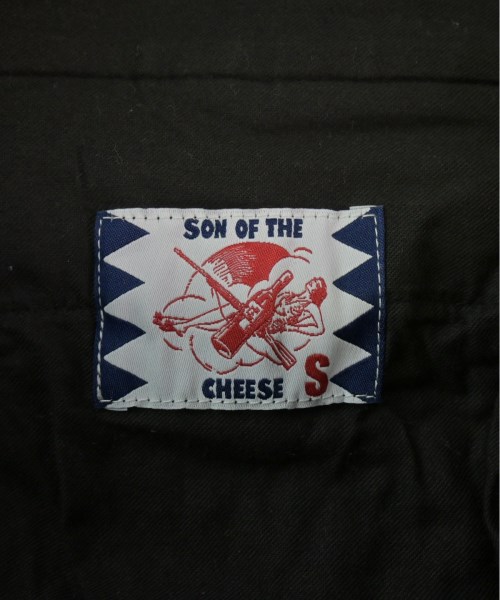 SON OF THE
CHEESE S